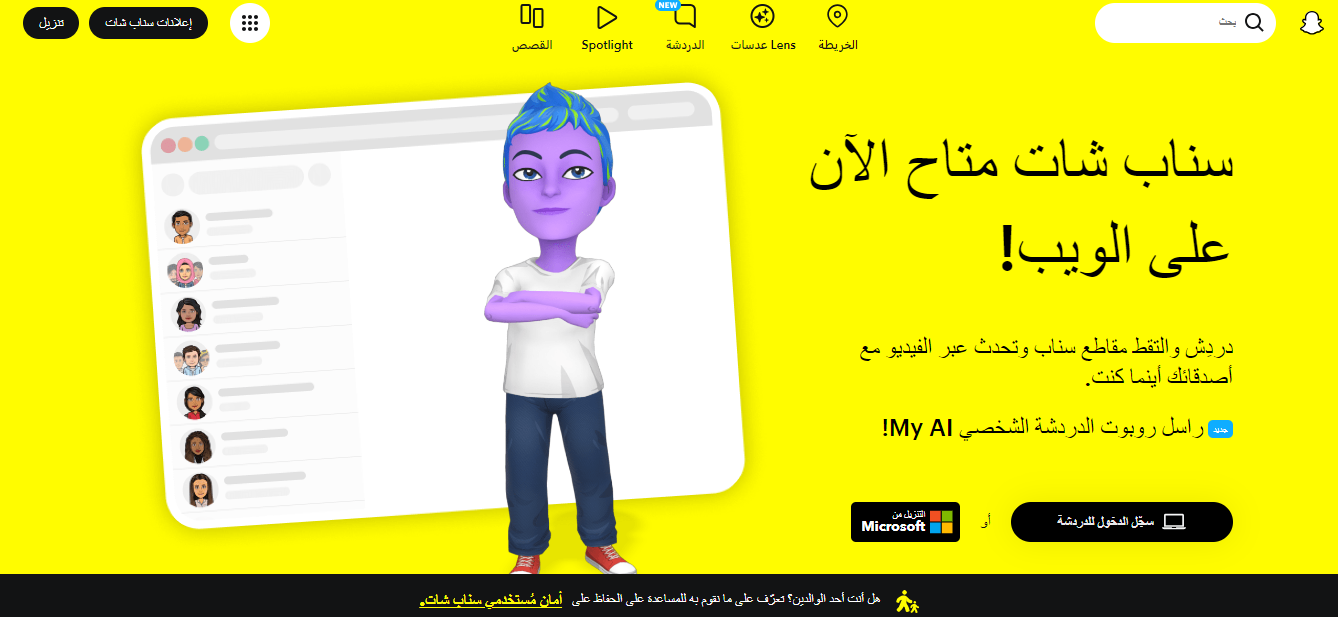 بحث
الخريطة
عدسات Lens
NEW
الدردشة
Spotlight
القصص
إعلانات سناب شات
تنزيل
سناب شات متاح الآن
على الويب!
دردِش والتقط مقاطع سناب وتحدث عبر الفيديو مع
أصدقائك أينما كنت.
جديد راسل روبوت الدردشة الشخصي My AI!
سجّل الدخول للدردشة
أو
التنزيل من
Microsoft
هل أنت أحد الوالدين؟ تعرّف على ما نقوم به للمساعدة على الحفاظ على أمان مُستخدمي سناب شات.